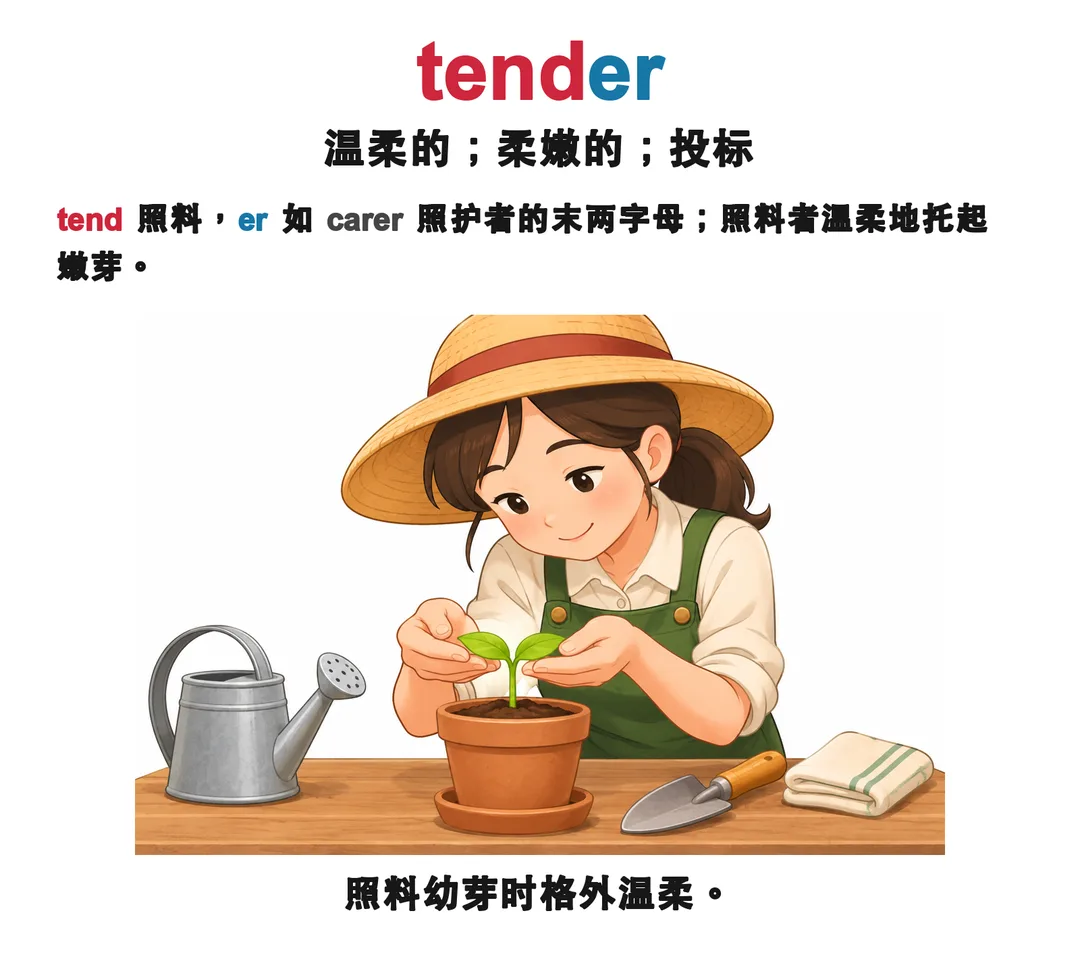 tender
温柔的；柔嫩的；投标
tend 照料，er 如 carer 照护者的末两字母；照料者温柔地托起
嫩芽。
照料幼芽时格外温柔。